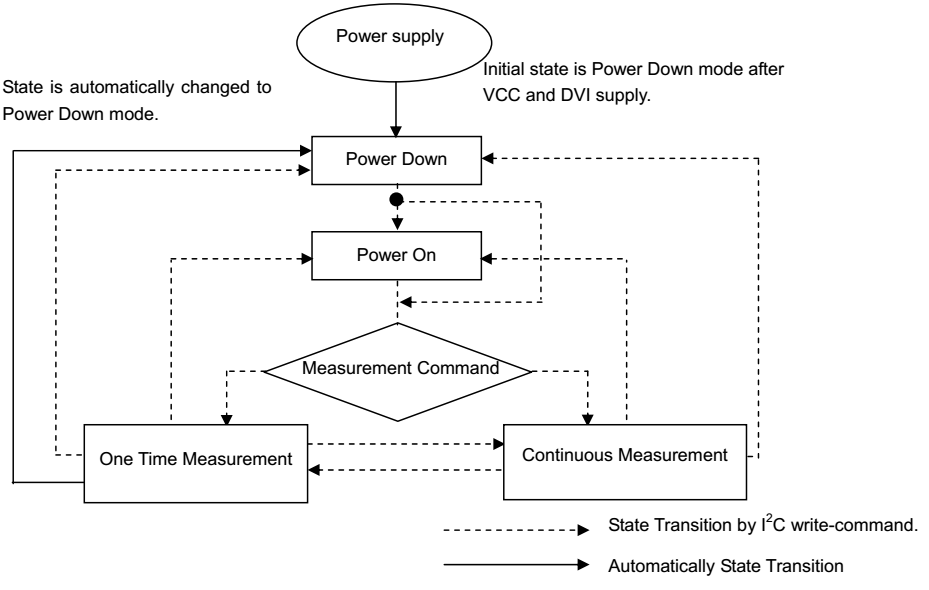 Power supply
Initial state is Power Down mode after
VCC and DVI supply.
State is automatically changed to
Power Down mode.
Power Down
Power On
Measurement Command
One Time Measurement
Continuous Measurement
State Transition by I²C write-command.
Automatically State Transition